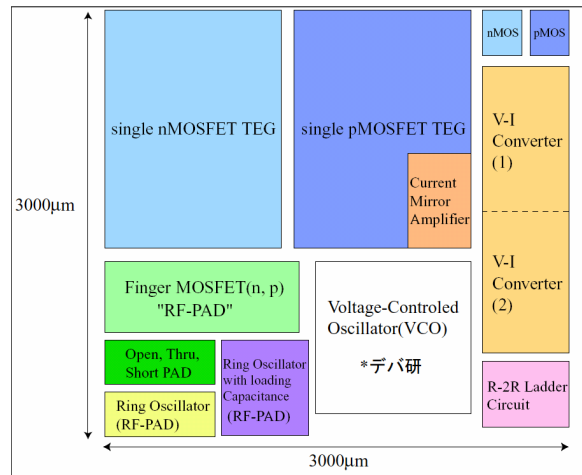 nMOS
pMOS
single nMOSFET TEG
single pMOSFET TEG
V-I
Converter
(1)
Current
Mirror
Amplifier
3000μm
V-I
Converter
(2)
Finger MOSFET(n, p)
"RF-PAD"
Voltage-Controled
Oscillator(VCO)
*デバ研
Open, Thru,
Short PAD
Ring Oscillator
with loading
Capacitance
(RF-PAD)
Ring Oscillator
(RF-PAD)
R-2R Ladder
Circuit
3000μm